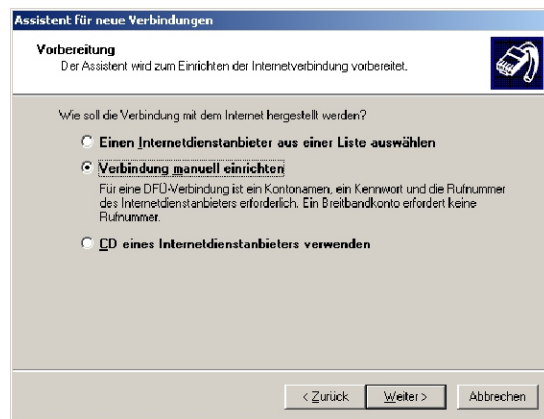 Assistent für neue Verbindungen
Vorbereitung
Der Assistent wird zum Einrichten der Internetverbindung vorbereitet.
Wie soll die Verbindung mit dem Internet hergestellt werden?
Einen Internetdienstanbieter aus einer Liste auswählen
Verbindung manuell einrichten
Für eine DFÜ-Verbindung ist ein Kontonamen, ein Kennwort und die Rufnummer
des Internetdienstanbieters erforderlich. Ein Breitbandkonto erfordert keine
Rufnummer.
CD eines Internetdienstanbieters verwenden
< Zurück Weiter > Abbrechen